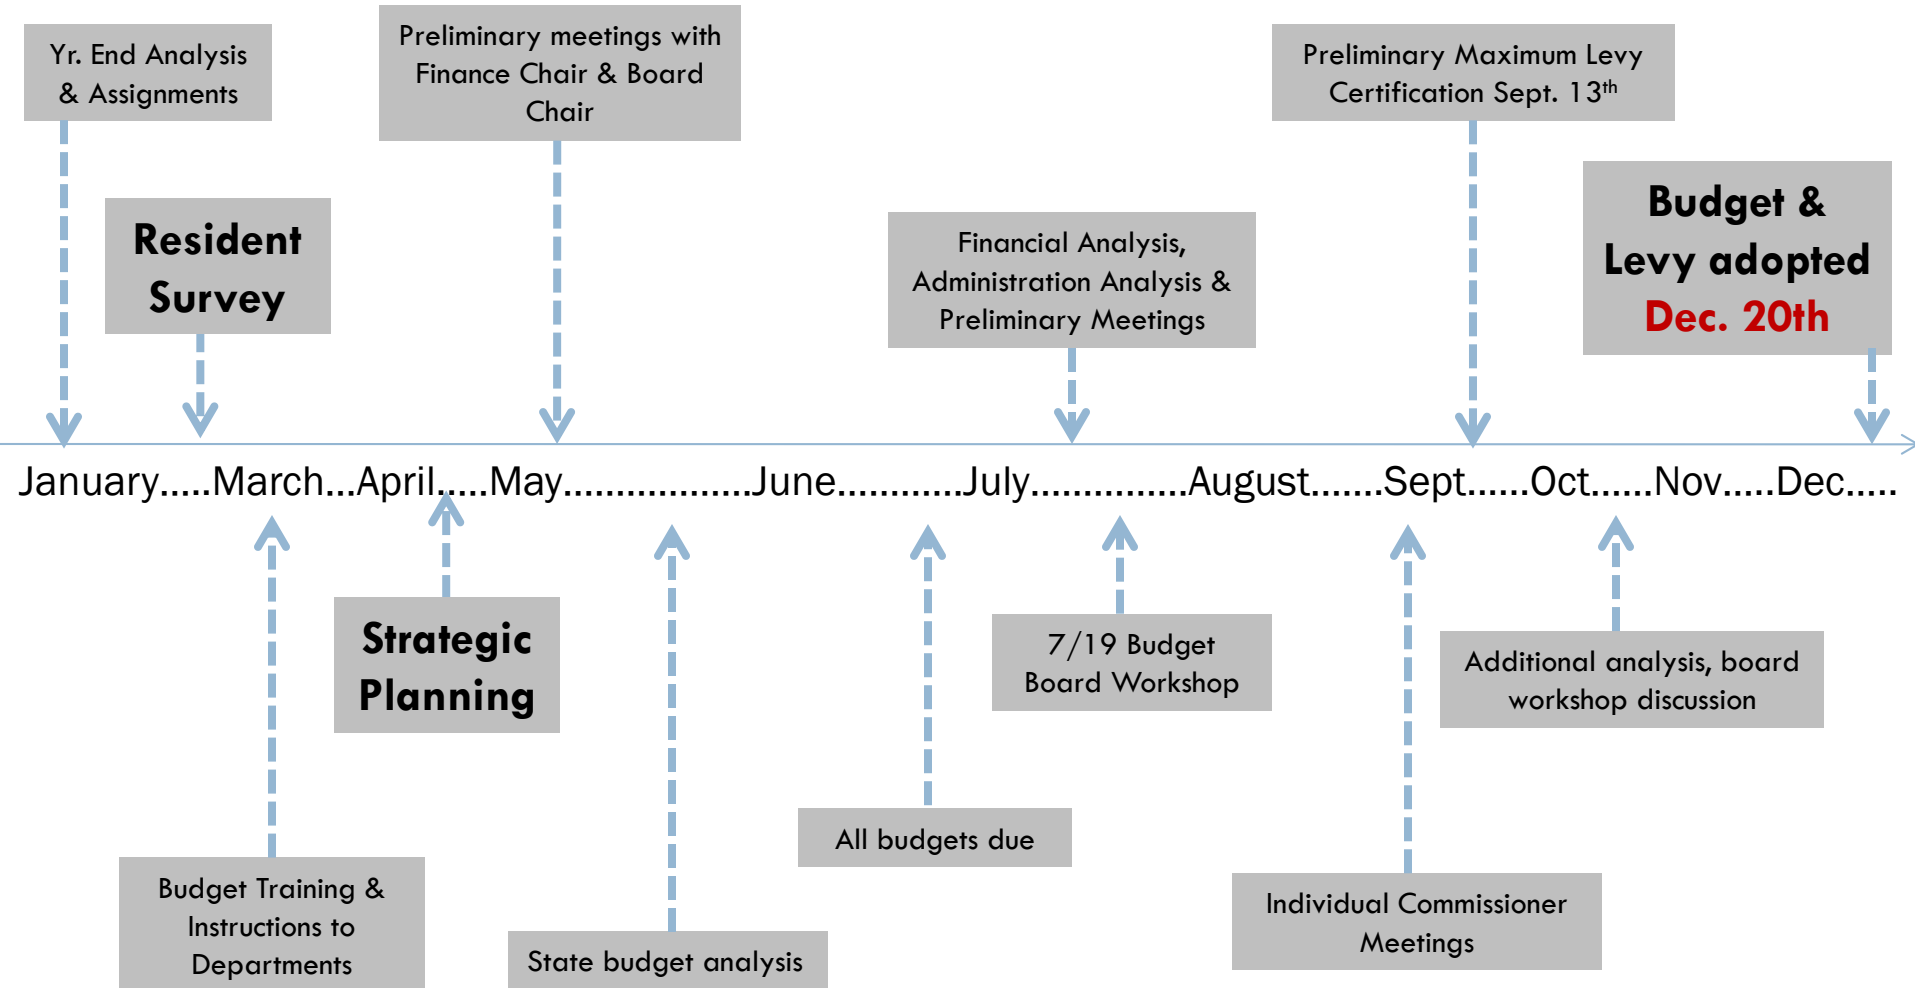 Yr. End Analysis
& Assignments
Preliminary meetings with
Finance Chair & Board
Chair
Preliminary Maximum Levy
Certification Sept. 13th
Resident
Survey
Financial Analysis,
Administration Analysis &
Preliminary Meetings
Budget &
Levy adopted
Dec. 20th
January.....March...April.....May.................June...........July..............August.......Sept......Oct......Nov.....Dec.....
Strategic
Planning
7/19 Budget
Board Workshop
Additional analysis, board
workshop discussion
All budgets due
Budget Training &
Instructions to
Departments
Individual Commissioner
Meetings
State budget analysis